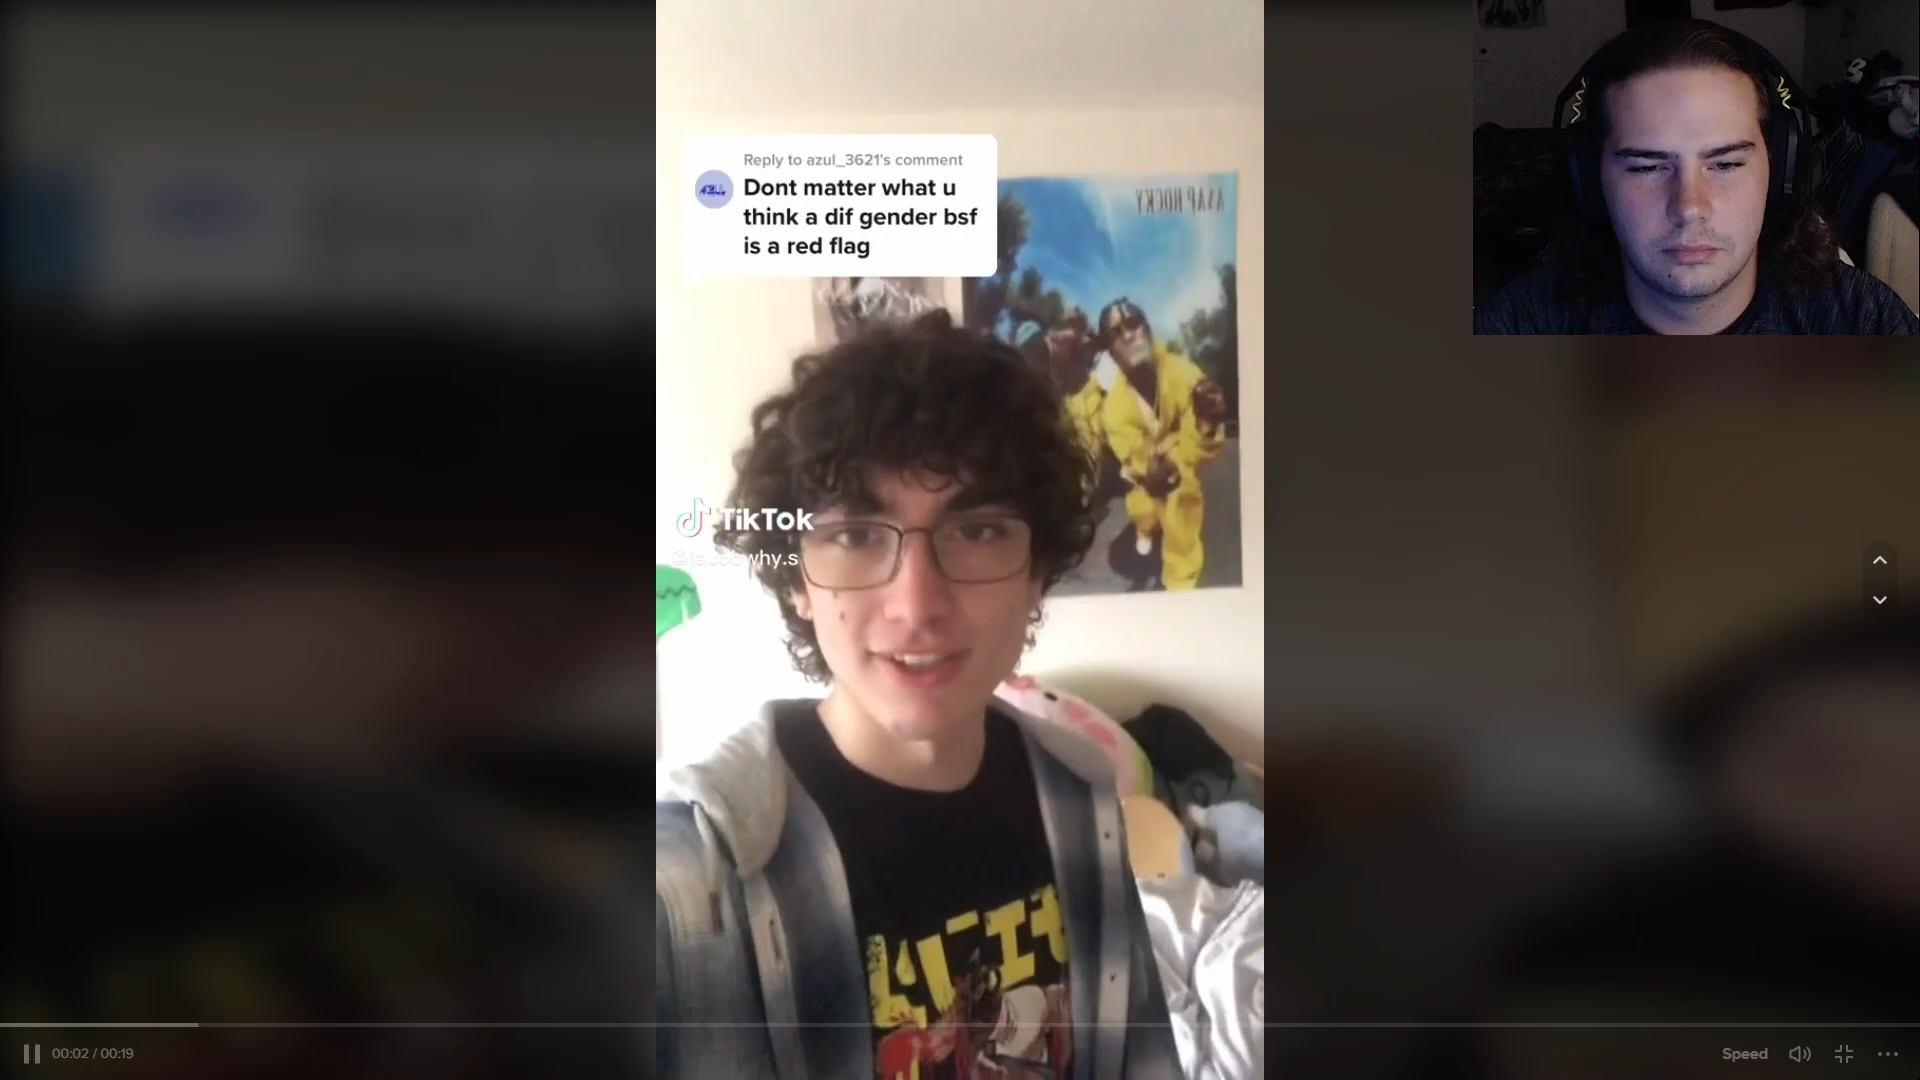 Reply to azul_3621's comment
Dont matter what u
think a dif gender bsf
is a red flag
A$AP ROCKY
TikTok
00:02 / 00:19
Speed